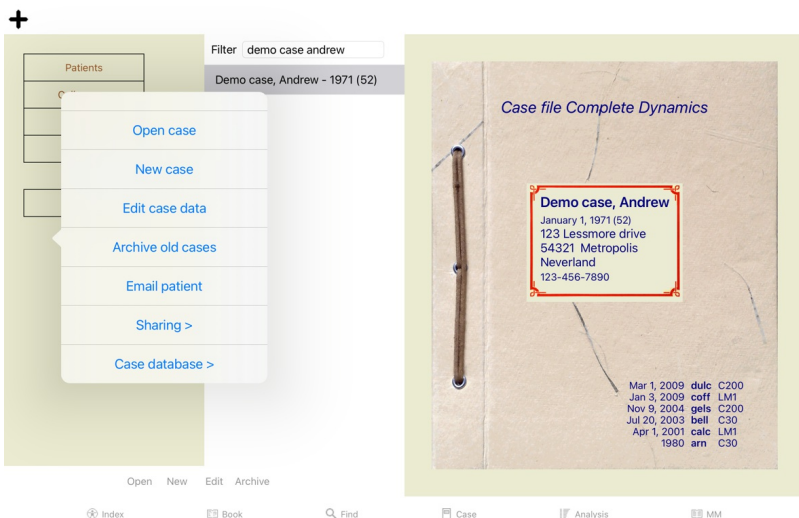 Patients
Filter demo case andrew
Demo case, Andrew - 1971 (52)
Open case
New case
Edit case data
Archive old cases
Email patient
Sharing >
Case database >
Open New Edit Archive
Case file Complete Dynamics
Demo case, Andrew
January 1, 1971 (52)
123 Lessmore drive
54321 Metropolis
Neverland
123-456-7890
Mar 1, 2009 dulc C200
Jan 3, 2009 coff LM1
Nov 9, 2004 gels C200
Jul 20, 2003 bell C30
Apr 1, 2001 calc LM1
1980 arn C30
Index Book Find Case Analysis MM